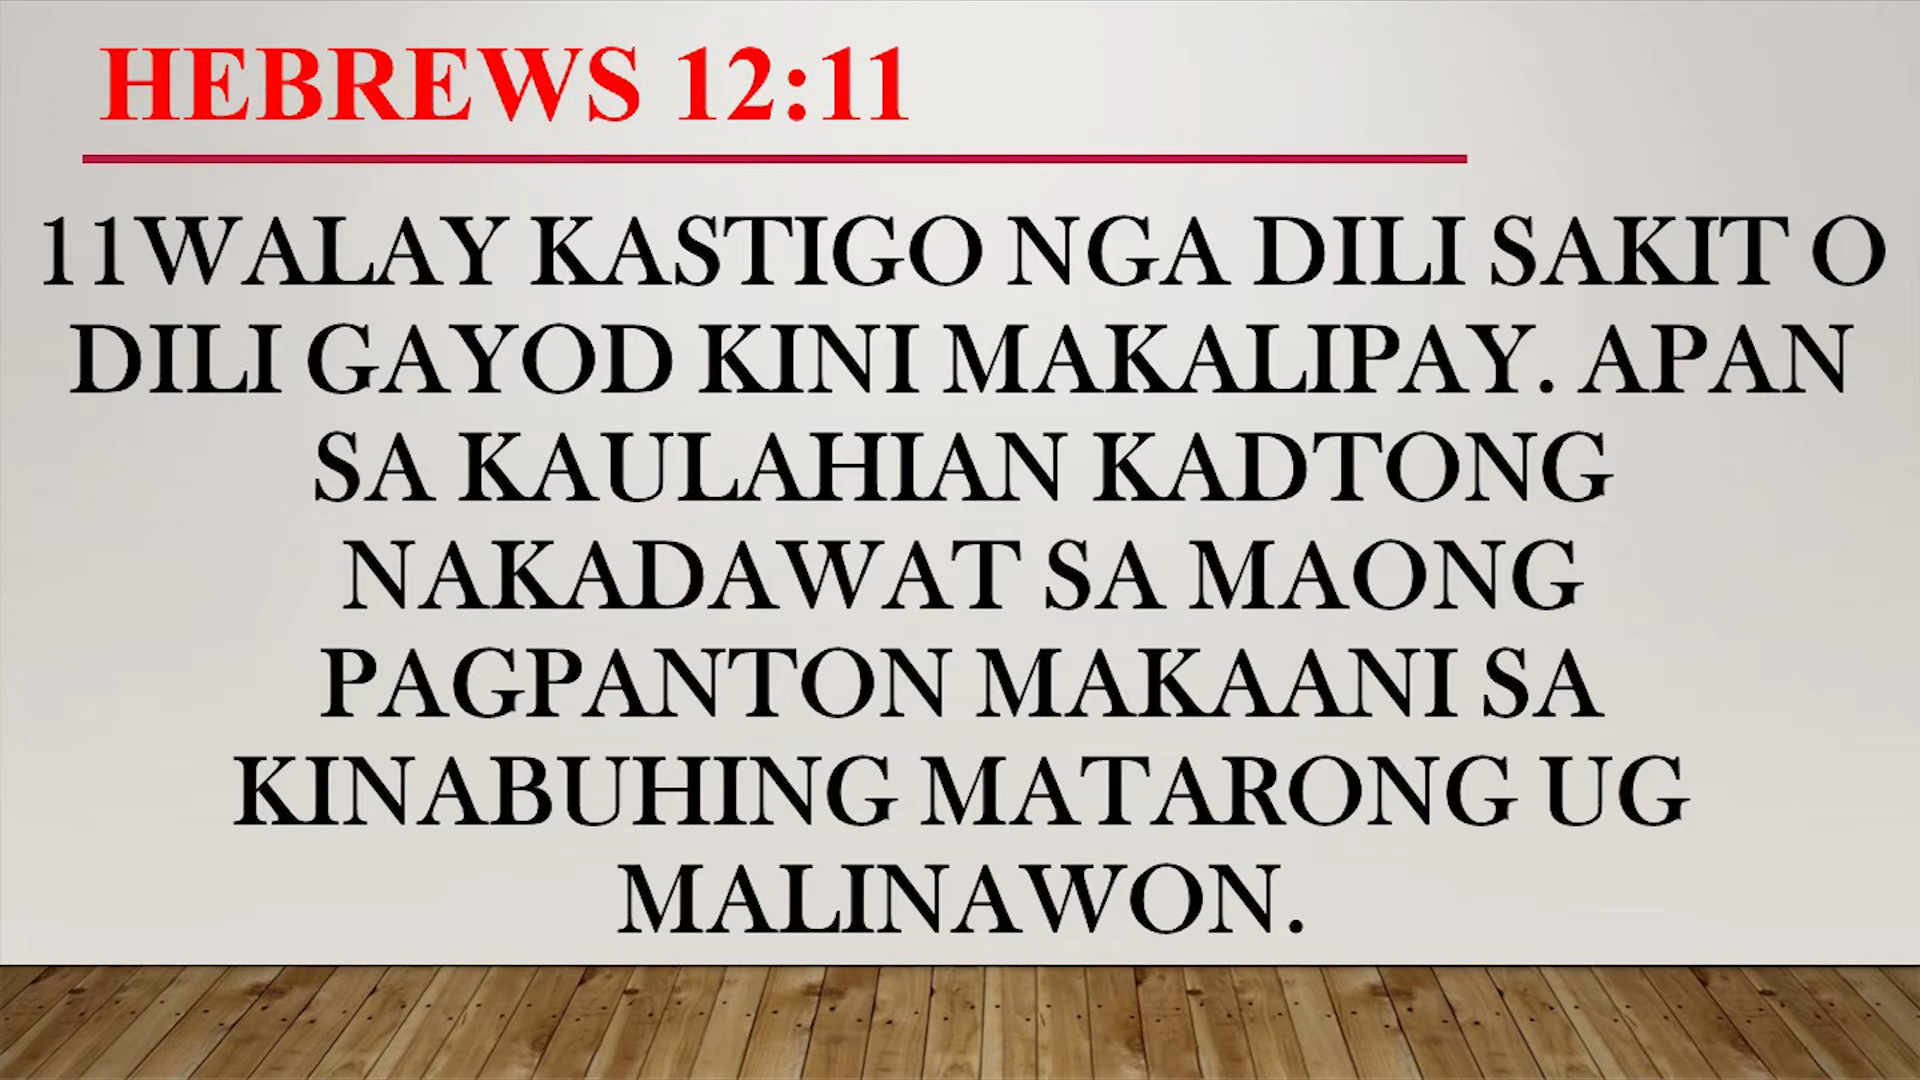 HEBREWS 12:11
11WALAY KASTIGO NGA DILI SAKIT O
DILI GAYOD KINI MAKALIPAY. APAN
SA KAULAHIAN KADTONG
NAKADAWAT SA MAONG
PAGPANTON MAKAANI SA
KINABUHING MATARONG UG
MALINAWON.